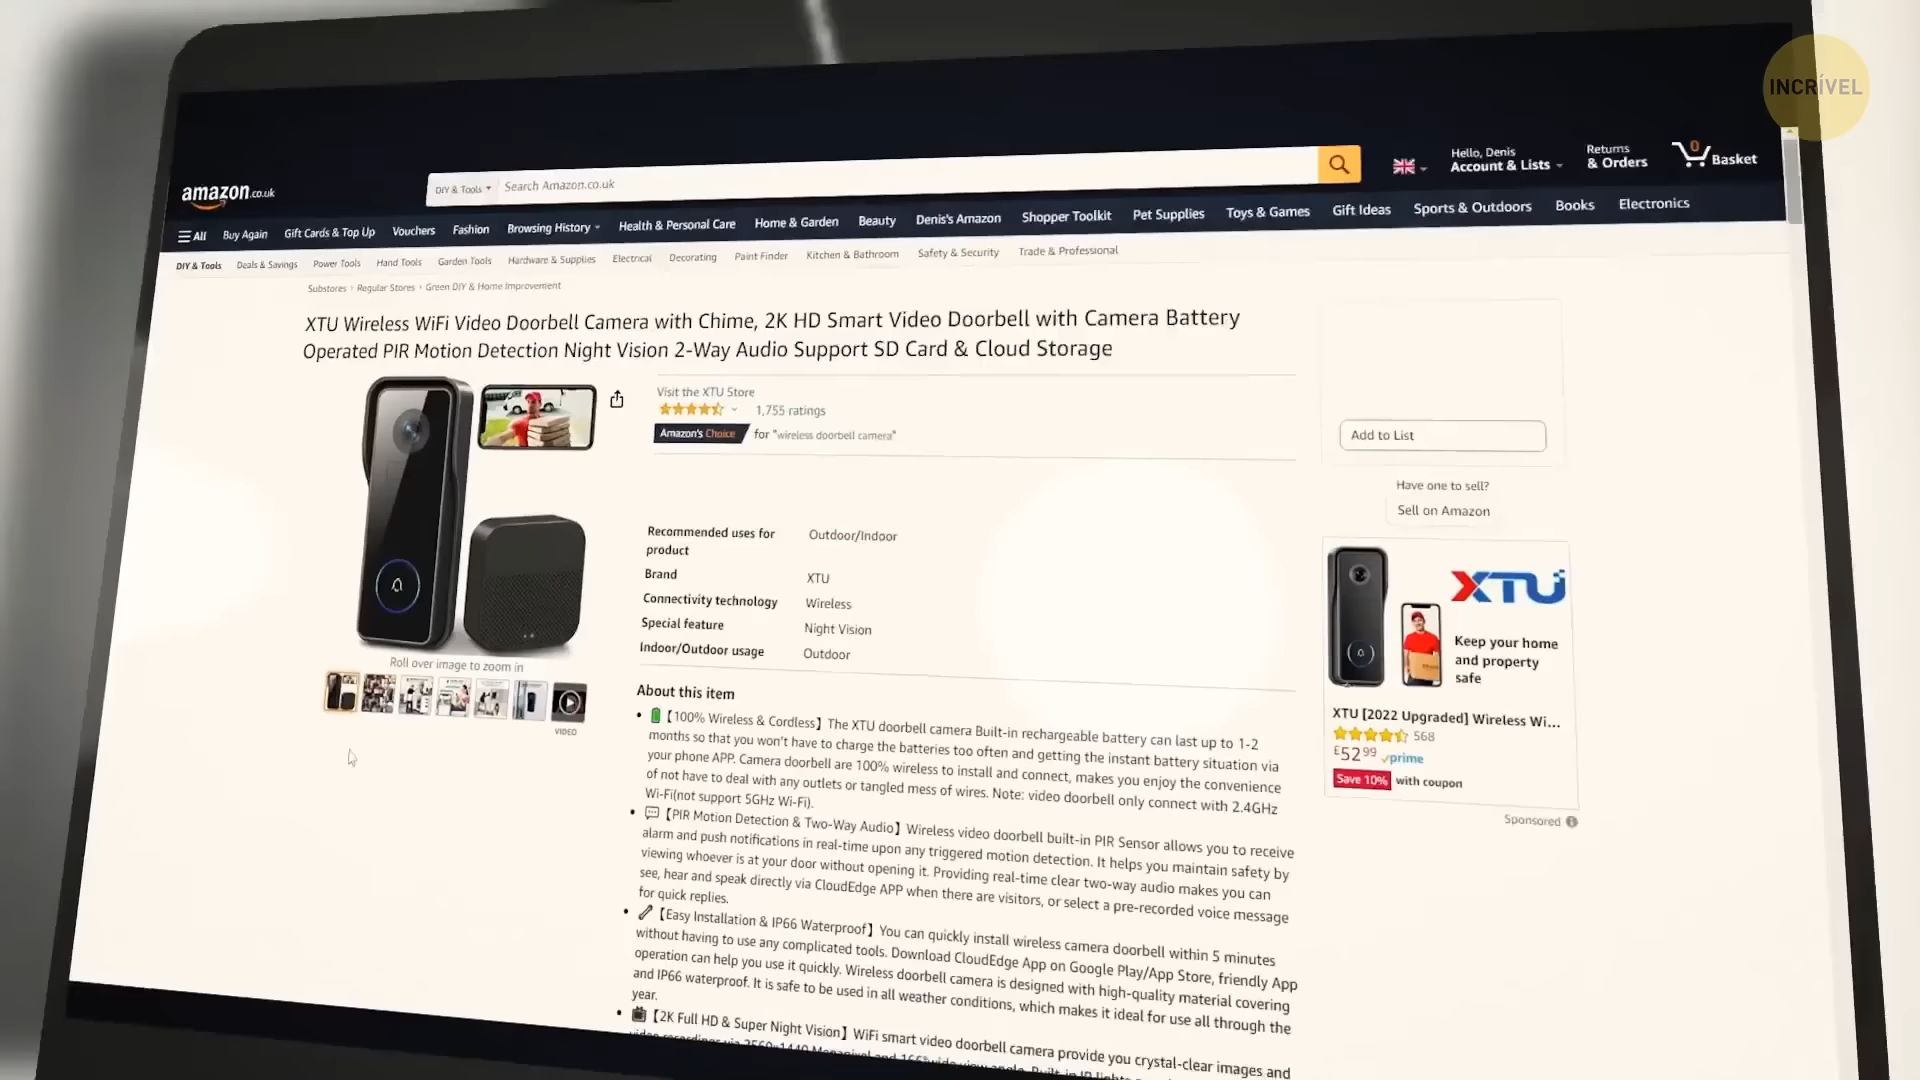 INCRÍVEL
amazon.co.uk
DIY & Tools
Search Amazon.co.uk
Hello, Denis
Account & Lists
Returns
& Orders
0
Basket
All
Buy Again
Gift Cards & Top Up
Vouchers
Fashion
Browsing History
Health & Personal Care
Home & Garden
Beauty
Denis's Amazon
Shopper Toolkit
Pet Supplies
Toys & Games
Gift Ideas
Sports & Outdoors
Books
Electronics
DIY & Tools
Deals & Savings
Power Tools
Hand Tools
Garden Tools
Hardware & Supplies
Electrical
Decorating
Paint Finder
Kitchen & Bathroom
Safety & Security
Trade & Professional
Substores › Regular Stores › Green DIY & Home Improvement
XTU Wireless WiFi Video Doorbell Camera with Chime, 2K HD Smart Video Doorbell with Camera Battery
Operated PIR Motion Detection Night Vision 2-Way Audio Support SD Card & Cloud Storage
Visit the XTU Store
1,755 ratings
Amazon's Choice for "wireless doorbell camera"
Recommended uses for
product
Outdoor/Indoor
Brand
XTU
Connectivity technology
Wireless
Special feature
Night Vision
Indoor/Outdoor usage
Outdoor
Roll over image to zoom in
VIDEO
About this item
• 【100% Wireless & Cordless】The XTU doorbell camera Built-in rechargeable battery can last up to 1-2
months so that you won't have to charge the batteries too often and getting the instant battery situation via
your phone APP. Camera doorbell are 100% wireless to install and connect, makes you enjoy the convenience
of not have to deal with any outlets or tangled mess of wires. Note: video doorbell only connect with 2.4GHz
Wi-Fi(not support 5GHz Wi-Fi).
• 【PIR Motion Detection & Two-Way Audio】Wireless video doorbell built-in PIR Sensor allows you to receive
alarm and push notifications in real-time upon any triggered motion detection. It helps you maintain safety by
viewing whoever is at your door without opening it. Providing real-time clear two-way audio makes you can
see, hear and speak directly via CloudEdge APP when there are visitors, or select a pre-recorded voice message
for quick replies.
• 【Easy Installation & IP66 Waterproof】You can quickly install wireless camera doorbell within 5 minutes
without having to use any complicated tools. Download CloudEdge App on Google Play/App Store, friendly App
operation can help you use it quickly. Wireless doorbell camera is designed with high-quality material covering
and IP66 waterproof. It is safe to be used in all weather conditions, which makes it ideal for use all through the
year.
• 【2K Full HD & Super Night Vision】WiFi smart video doorbell camera provide you crystal-clear images and
Add to List
Have one to sell?
Sell on Amazon
XTU
Keep your home
and property
safe
XTU [2022 Upgraded] Wireless Wi...
568
£52.99 prime
Save 10% with coupon
Sponsored